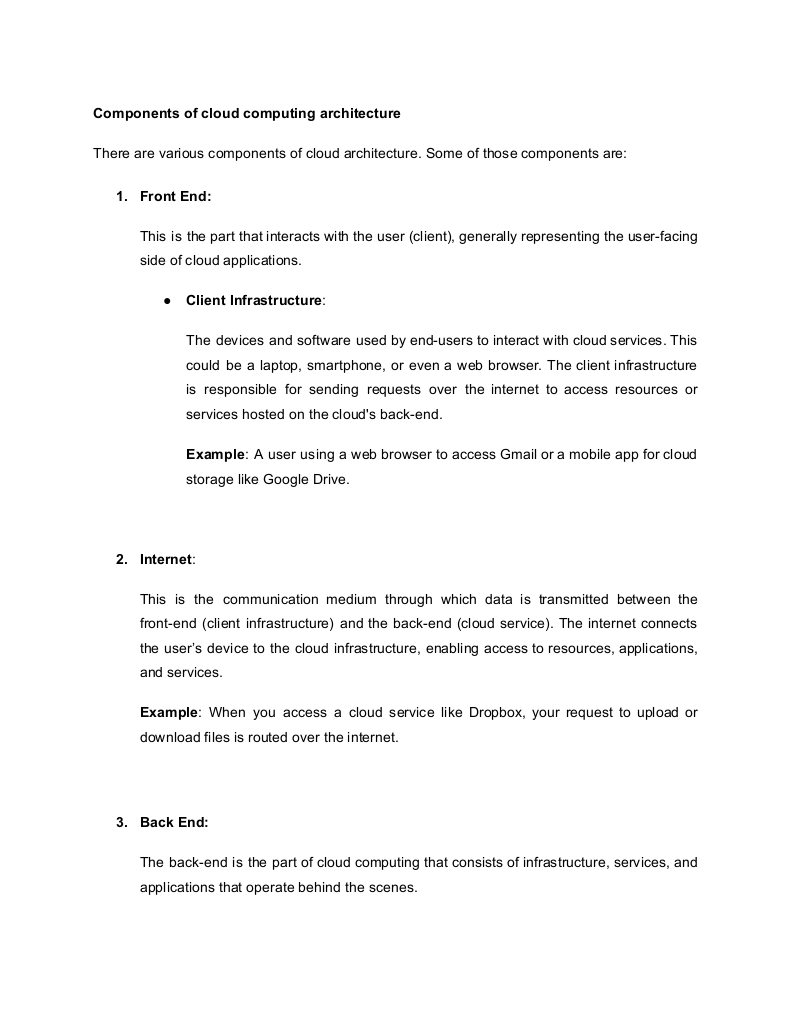 Components of cloud computing architecture
There are various components of cloud architecture. Some of those components are:
1. Front End:
This is the part that interacts with the user (client), generally representing the user-facing
side of cloud applications.
● Client Infrastructure:
The devices and software used by end-users to interact with cloud services. This
could be a laptop, smartphone, or even a web browser. The client infrastructure
is responsible for sending requests over the internet to access resources or
services hosted on the cloud's back-end.
Example: A user using a web browser to access Gmail or a mobile app for cloud
storage like Google Drive.
2. Internet:
This is the communication medium through which data is transmitted between the
front-end (client infrastructure) and the back-end (cloud service). The internet connects
the user’s device to the cloud infrastructure, enabling access to resources, applications,
and services.
Example: When you access a cloud service like Dropbox, your request to upload or
download files is routed over the internet.
3. Back End:
The back-end is the part of cloud computing that consists of infrastructure, services, and
applications that operate behind the scenes.